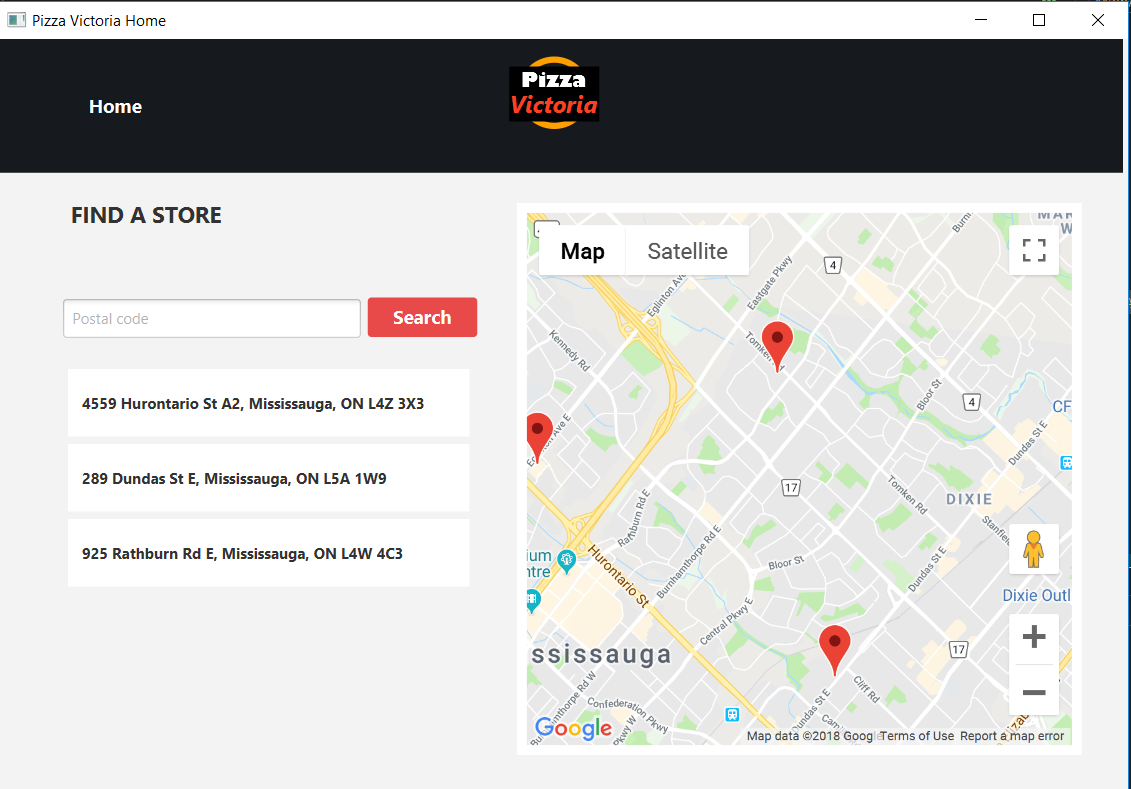 Pizza Victoria Home
Home
Pizza
Victoria
FIND A STORE
Postal code
Search
4559 Hurontario St A2, Mississauga, ON L4Z 3X3
289 Dundas St E, Mississauga, ON L5A 1W9
925 Rathburn Rd E, Mississauga, ON L4W 4C3
Map
Satellite
Eglinton Ave
Eastgate Pkwy
4
Kennedy Rd
Tomken Rd
Bloor St
4
CF
Dundas St E
17
Tomken Rd
DIXIE
Rathburn Rd E
Burnhamthorpe Rd E
Hurontario St
Bloor St
Dundas St E
Dixie Outl
Central Pkwy E
ssissauga
17
Cliff Rd
Dundas St E
Confederation Pkwy
Google
Map data ©2018 Googl
Terms of Use
Report a map error